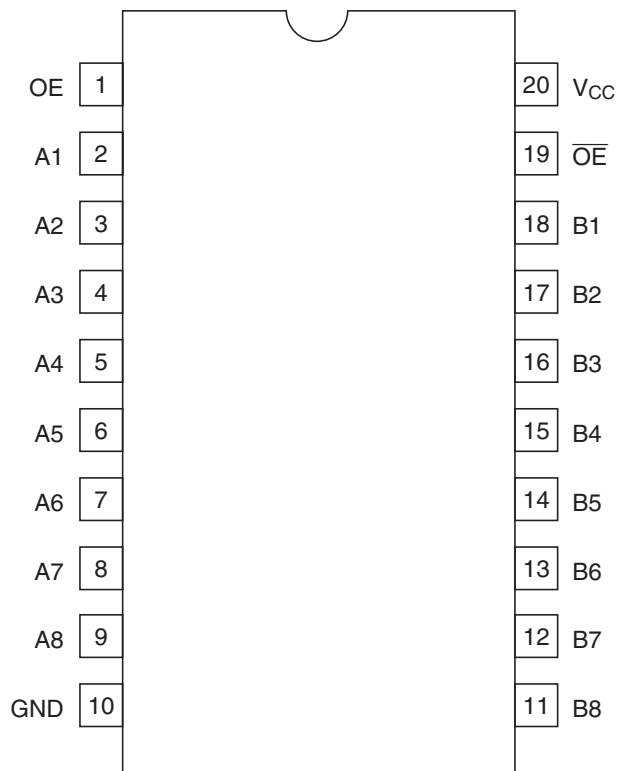 OE 1 20 VCC
A1 2 19 O̅E̅
A2 3 18 B1
A3 4 17 B2
A4 5 16 B3
A5 6 15 B4
A6 7 14 B5
A7 8 13 B6
A8 9 12 B7
GND 10 11 B8